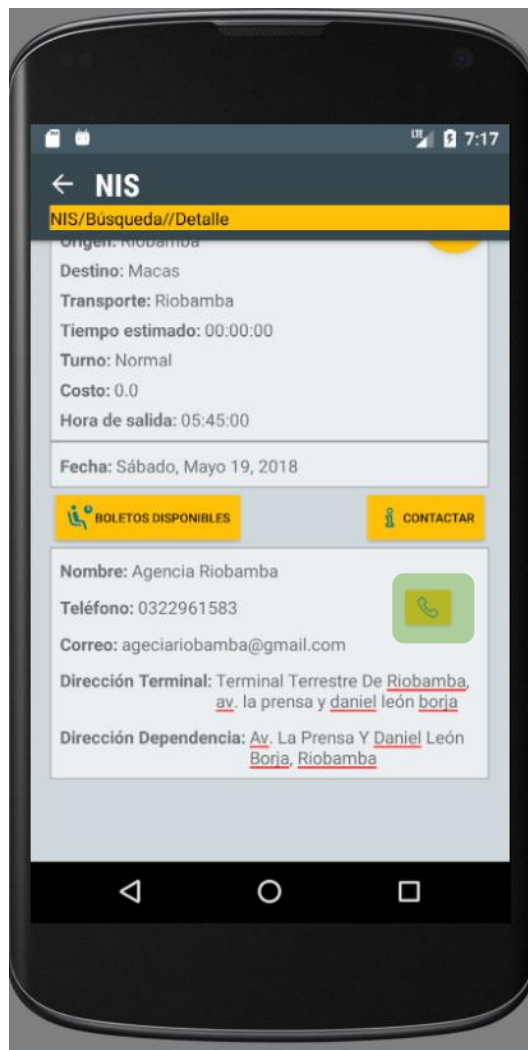 LTE 7:17
NIS
NIS/Búsqueda//Detalle
Origen: Riobamba
Destino: Macas
Transporte: Riobamba
Tiempo estimado: 00:00:00
Turno: Normal
Costo: 0.0
Hora de salida: 05:45:00
Fecha: Sábado, Mayo 19, 2018
BOLETOS DISPONIBLES
CONTACTAR
Nombre: Agencia Riobamba
Teléfono: 0322961583
Correo: ageciariobamba@gmail.com
Dirección Terminal: Terminal Terrestre De Riobamba,
av. la prensa y daniel león borja
Dirección Dependencia: Av. La Prensa Y Daniel León
Borja, Riobamba